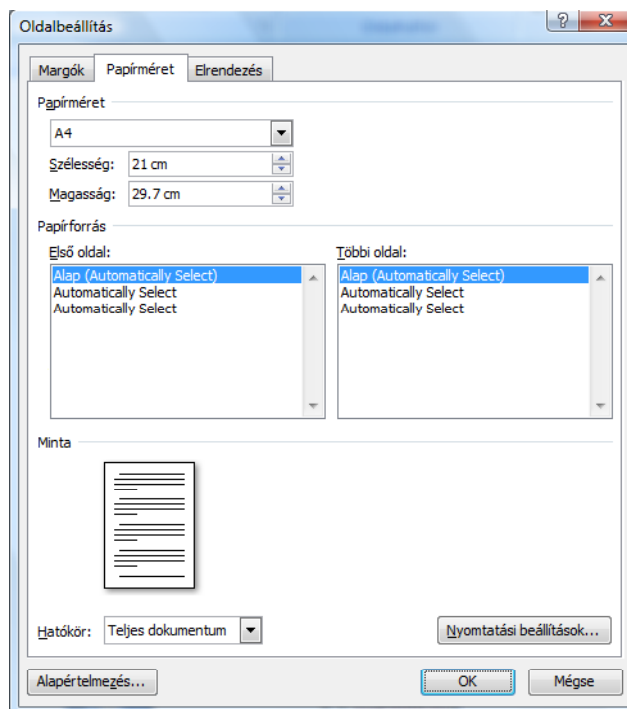 Oldalbeállítás
Margók Papírméret Elrendezés
Papírméret
A4
Szélesség: 21 cm
Magasság: 29.7 cm
Papírforrás
Első oldal: Többi oldal:
Alap (Automatically Select) Alap (Automatically Select)
Automatically Select Automatically Select
Automatically Select Automatically Select
Minta
Hatókör: Teljes dokumentum Nyomtatási beállítások...
Alapértelmezés... OK Mégse